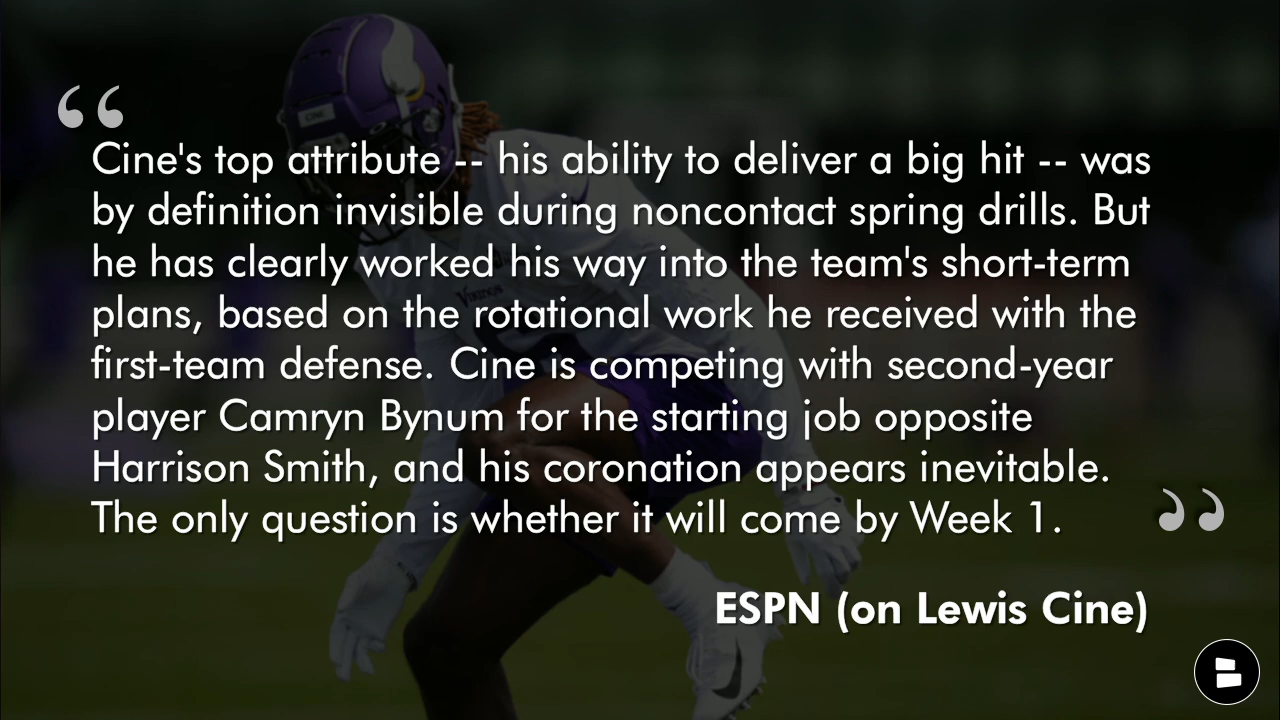 “
Cine's top attribute -- his ability to deliver a big hit -- was
by definition invisible during noncontact spring drills. But
he has clearly worked his way into the team's short-term
plans, based on the rotational work he received with the
first-team defense. Cine is competing with second-year
player Camryn Bynum for the starting job opposite
Harrison Smith, and his coronation appears inevitable.
The only question is whether it will come by Week 1.
”
ESPN (on Lewis Cine)
CINE
Vikings